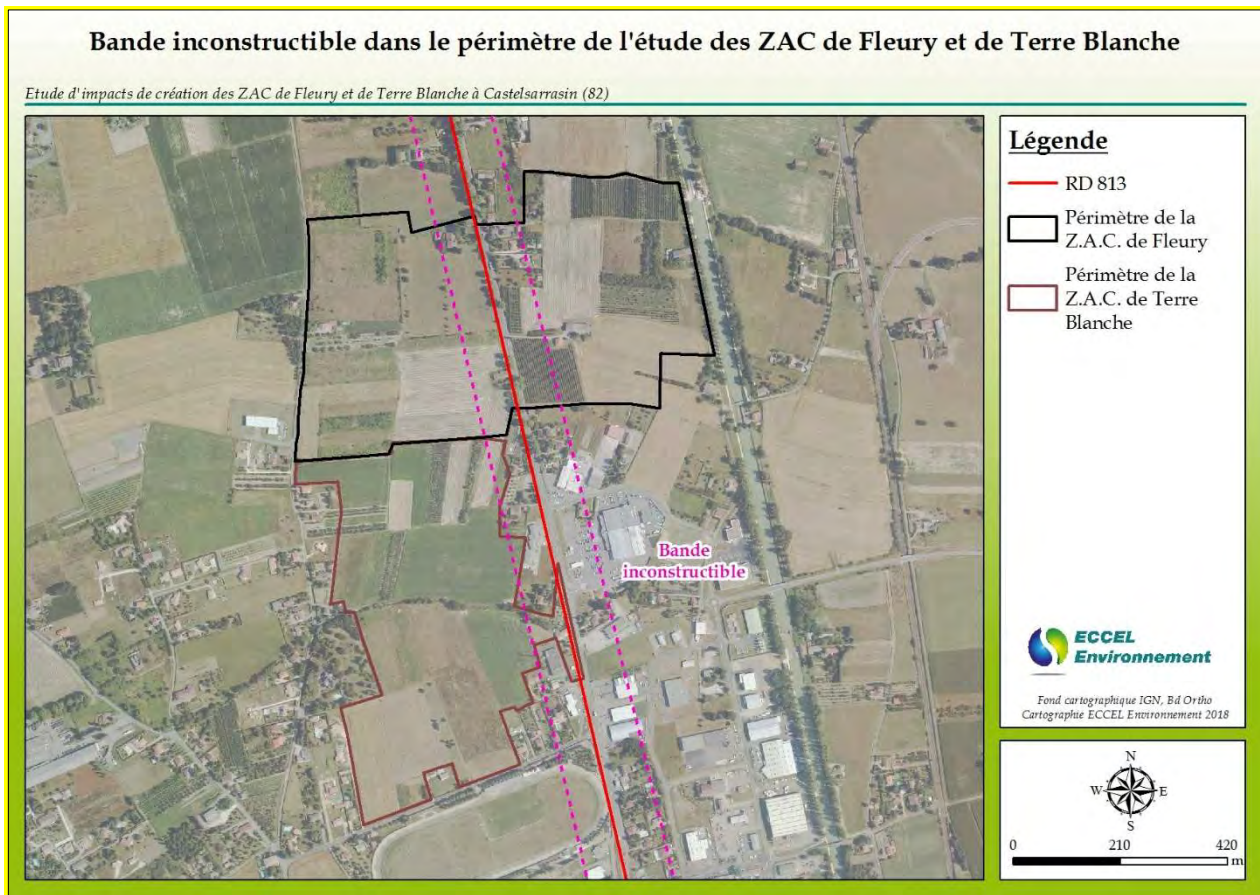 Bande inconstructible dans le périmètre de l'étude des ZAC de Fleury et de Terre Blanche
Etude d'impacts de création des ZAC de Fleury et de Terre Blanche à Castelsarrasin (82)
Légende
RD 813
Périmètre de la
Z.A.C. de Fleury
Périmètre de la
Z.A.C. de Terre
Blanche
Bande
inconstructible
ECCEL
Environnement
Fond cartographique IGN, Bd Ortho
Cartographie ECCEL Environnement 2018
N
W E
S
0 210 420
m